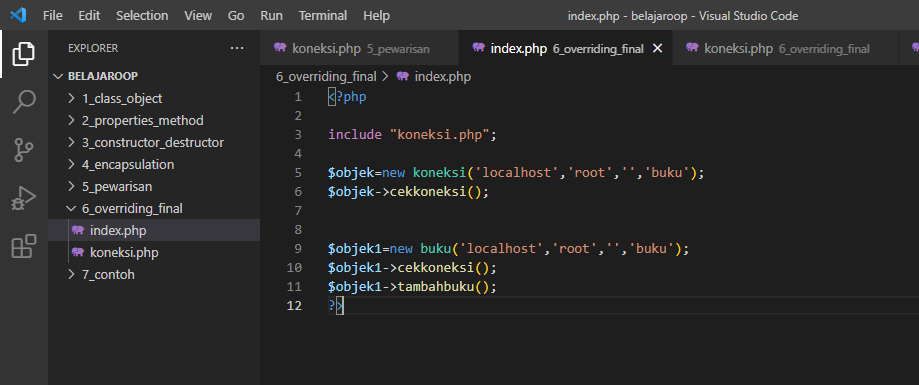 File Edit Selection View Go Run Terminal Help index.php - belajaroop - Visual Studio Code
EXPLORER ...
koneksi.php 5_pewarisan index.php 6_overriding_final koneksi.php 6_overriding_final
BELAJAROOP
1_class_object
2_properties_method
3_constructor_destructor
4_encapsulation
5_pewarisan
6_overriding_final
index.php
koneksi.php
7_contoh
6_overriding_final > index.php
1 <?php
2
3 include "koneksi.php";
4
5 $objek=new koneksi('localhost','root','','buku');
6 $objek->cekkoneksi();
7
8
9 $objek1=new buku('localhost','root','','buku');
10 $objek1->cekkoneksi();
11 $objek1->tambahbuku();
12 ?>